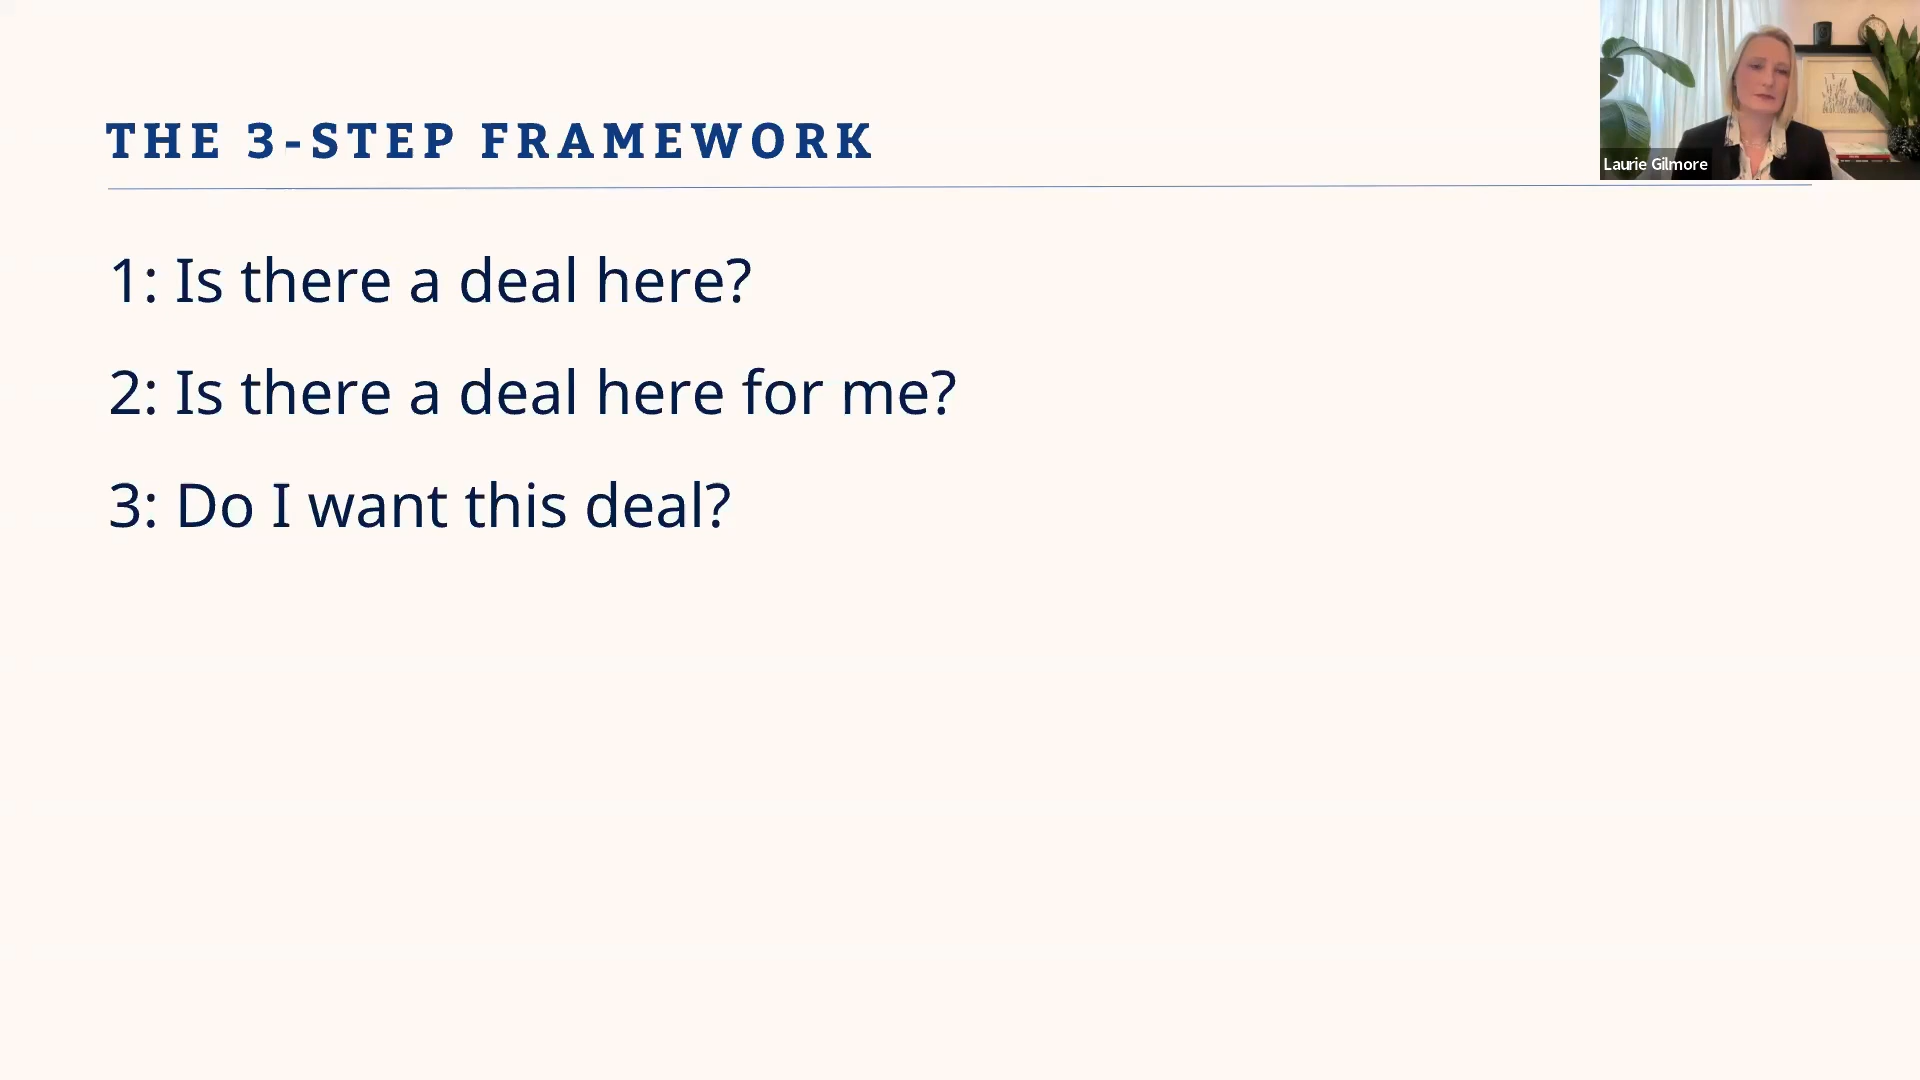 THE 3-STEP FRAMEWORK
Laurie Gilmore
1: Is there a deal here?
2: Is there a deal here for me?
3: Do I want this deal?